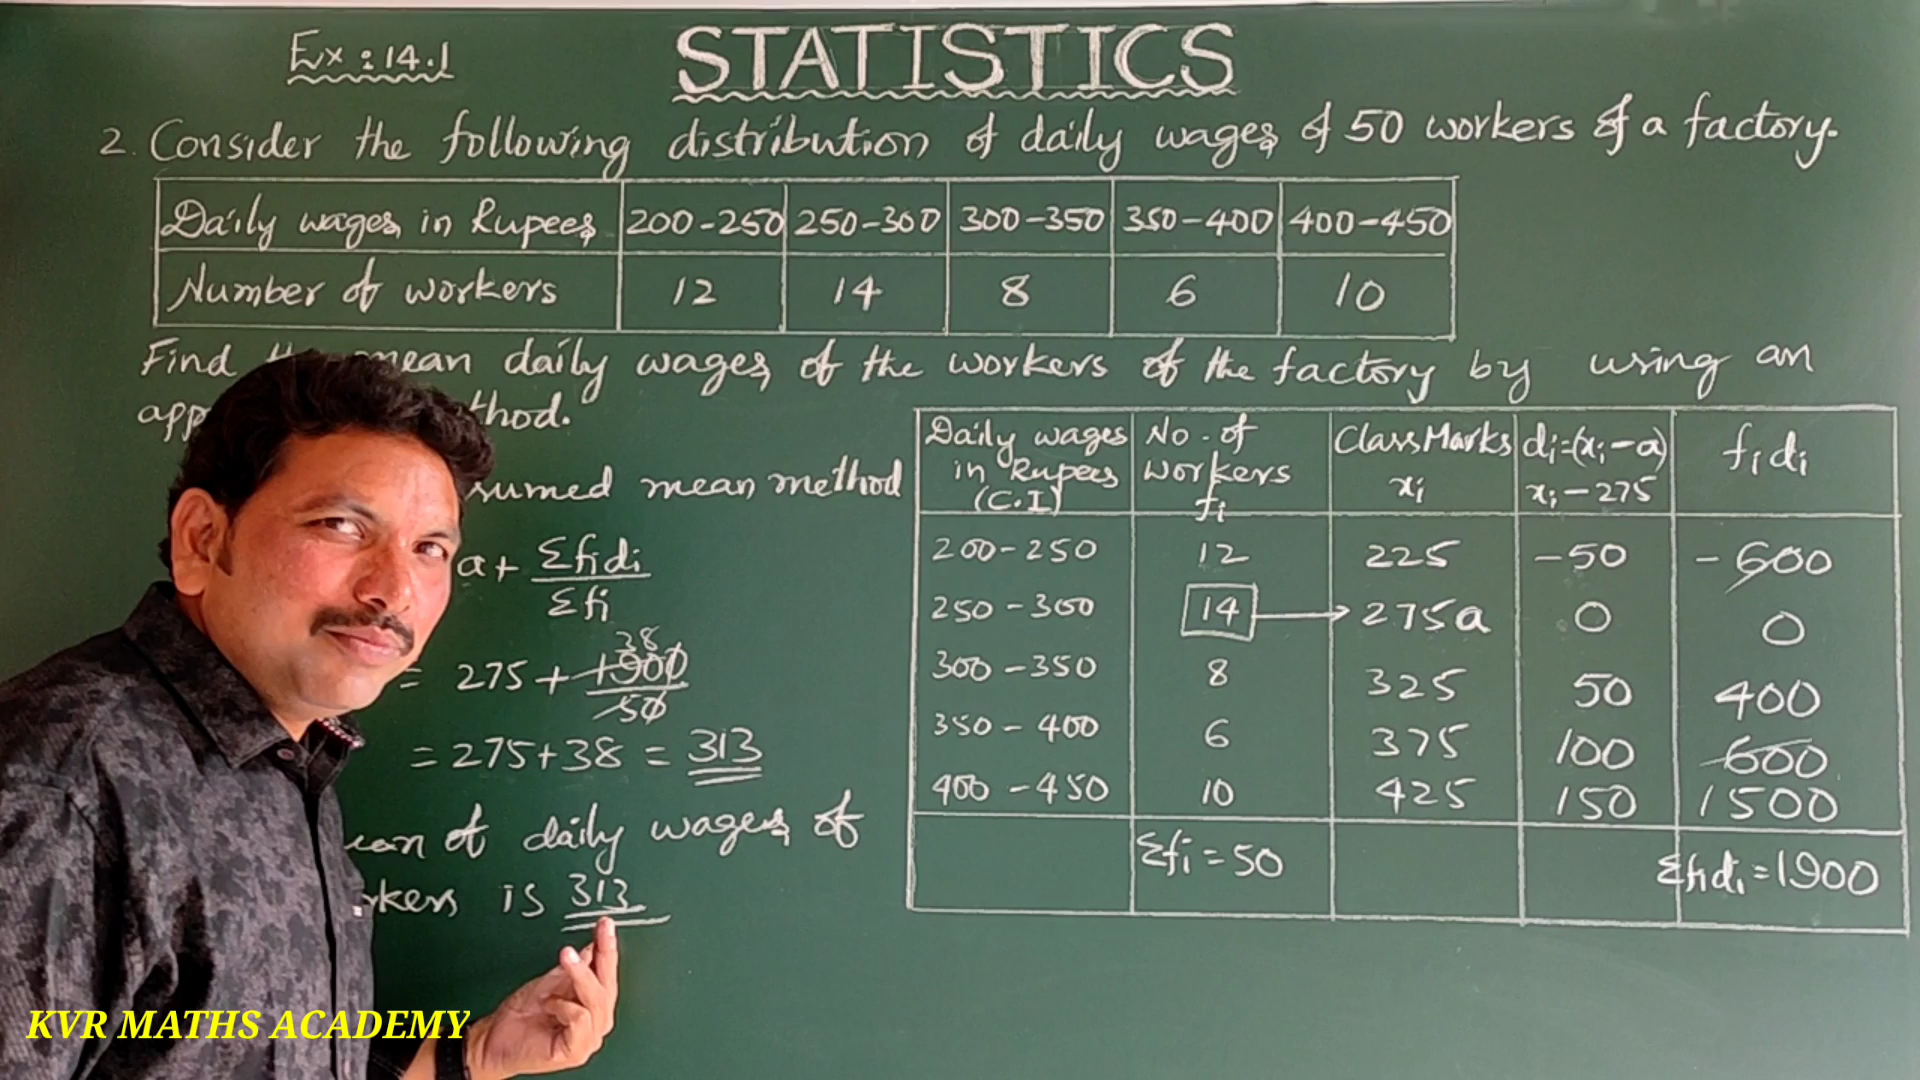 Ex : 14.1
STATISTICS
2. Consider the following distribution of daily wages of 50 workers of a factory.
Daily wages in Rupees 200-250 250-300 300-350 350-400 400-450
Number of workers 12 14 8 6 10
Find mean daily wages of the workers of the factory by using an
app thod.
sumed mean method
a + Σfidi
Σfi
38
= 275 + 1900
50
= 275 + 38 = 313
ean of daily wages of
rkers is 313
Daily wages in Rupees (C.I) No. of workers fi Class Marks xi di=(xi-a) xi-275 fidi
200-250 12 225 -50 -600
250-300 14 → 275a 0 0
300-350 8 325 50 400
350-400 6 375 100 600
400-450 10 425 150 1500
Σfi = 50 Σfidi = 1900
KVR MATHS ACADEMY